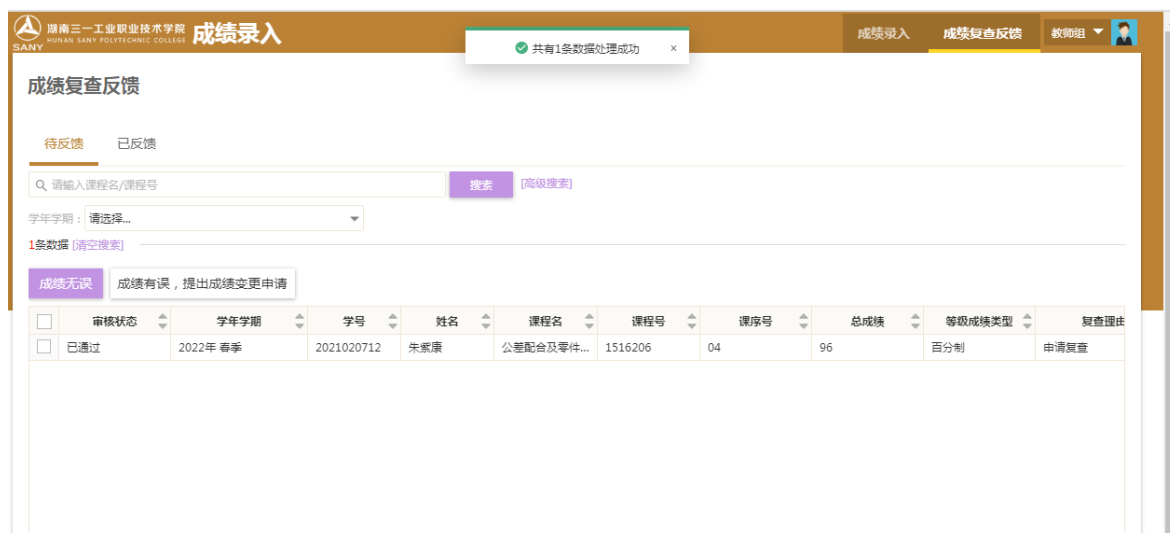 湖南三一工业职业技术学院 成绩录入
HUNAN SANY POLYTECHNIC COLLEGE
SANY
共有1条数据处理成功 ×
成绩录入 成绩复查反馈 教师组
成绩复查反馈
待反馈 已反馈
请输入课程名/课程号 搜索 [高级搜索]
学年学期： 请选择...
1条数据 [清空搜索]
成绩无误 成绩有误，提出成绩变更申请
审核状态 学年学期 学号 姓名 课程名 课程号 课序号 总成绩 等级成绩类型 复查理由
已通过 2022年 春季 2021020712 朱紫康 公差配合及零件... 1516206 04 96 百分制 申请复查